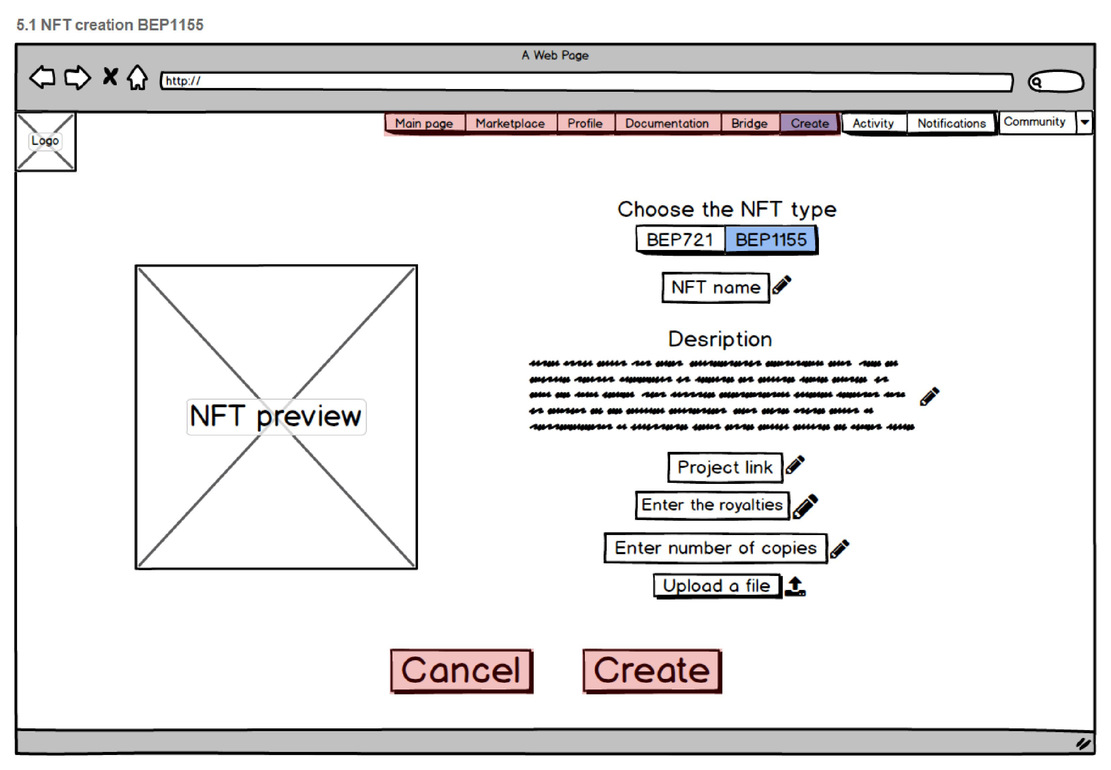 5.1 NFT creation BEP1155
A Web Page
http://
Logo
Main page Marketplace Profile Documentation Bridge Create Activity Notifications Community
Choose the NFT type
BEP721 BEP1155
NFT name
Desription
NFT preview
Project link
Enter the royalties
Enter number of copies
Upload a file
Cancel Create